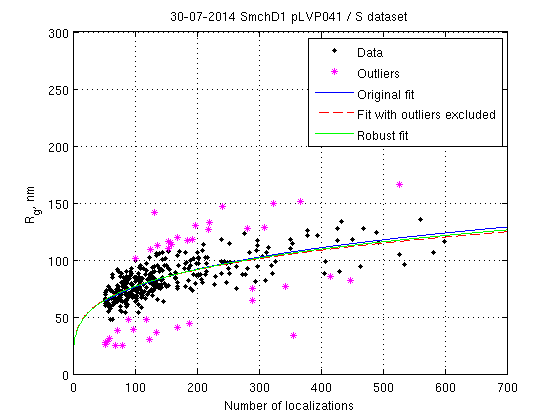 30-07-2014 SmchD1 pLVP041 / S dataset
Data
Outliers
Original fit
Fit with outliers excluded
Robust fit
300
250
200
150
100
50
0
Rg, nm
0 100 200 300 400 500 600 700
Number of localizations